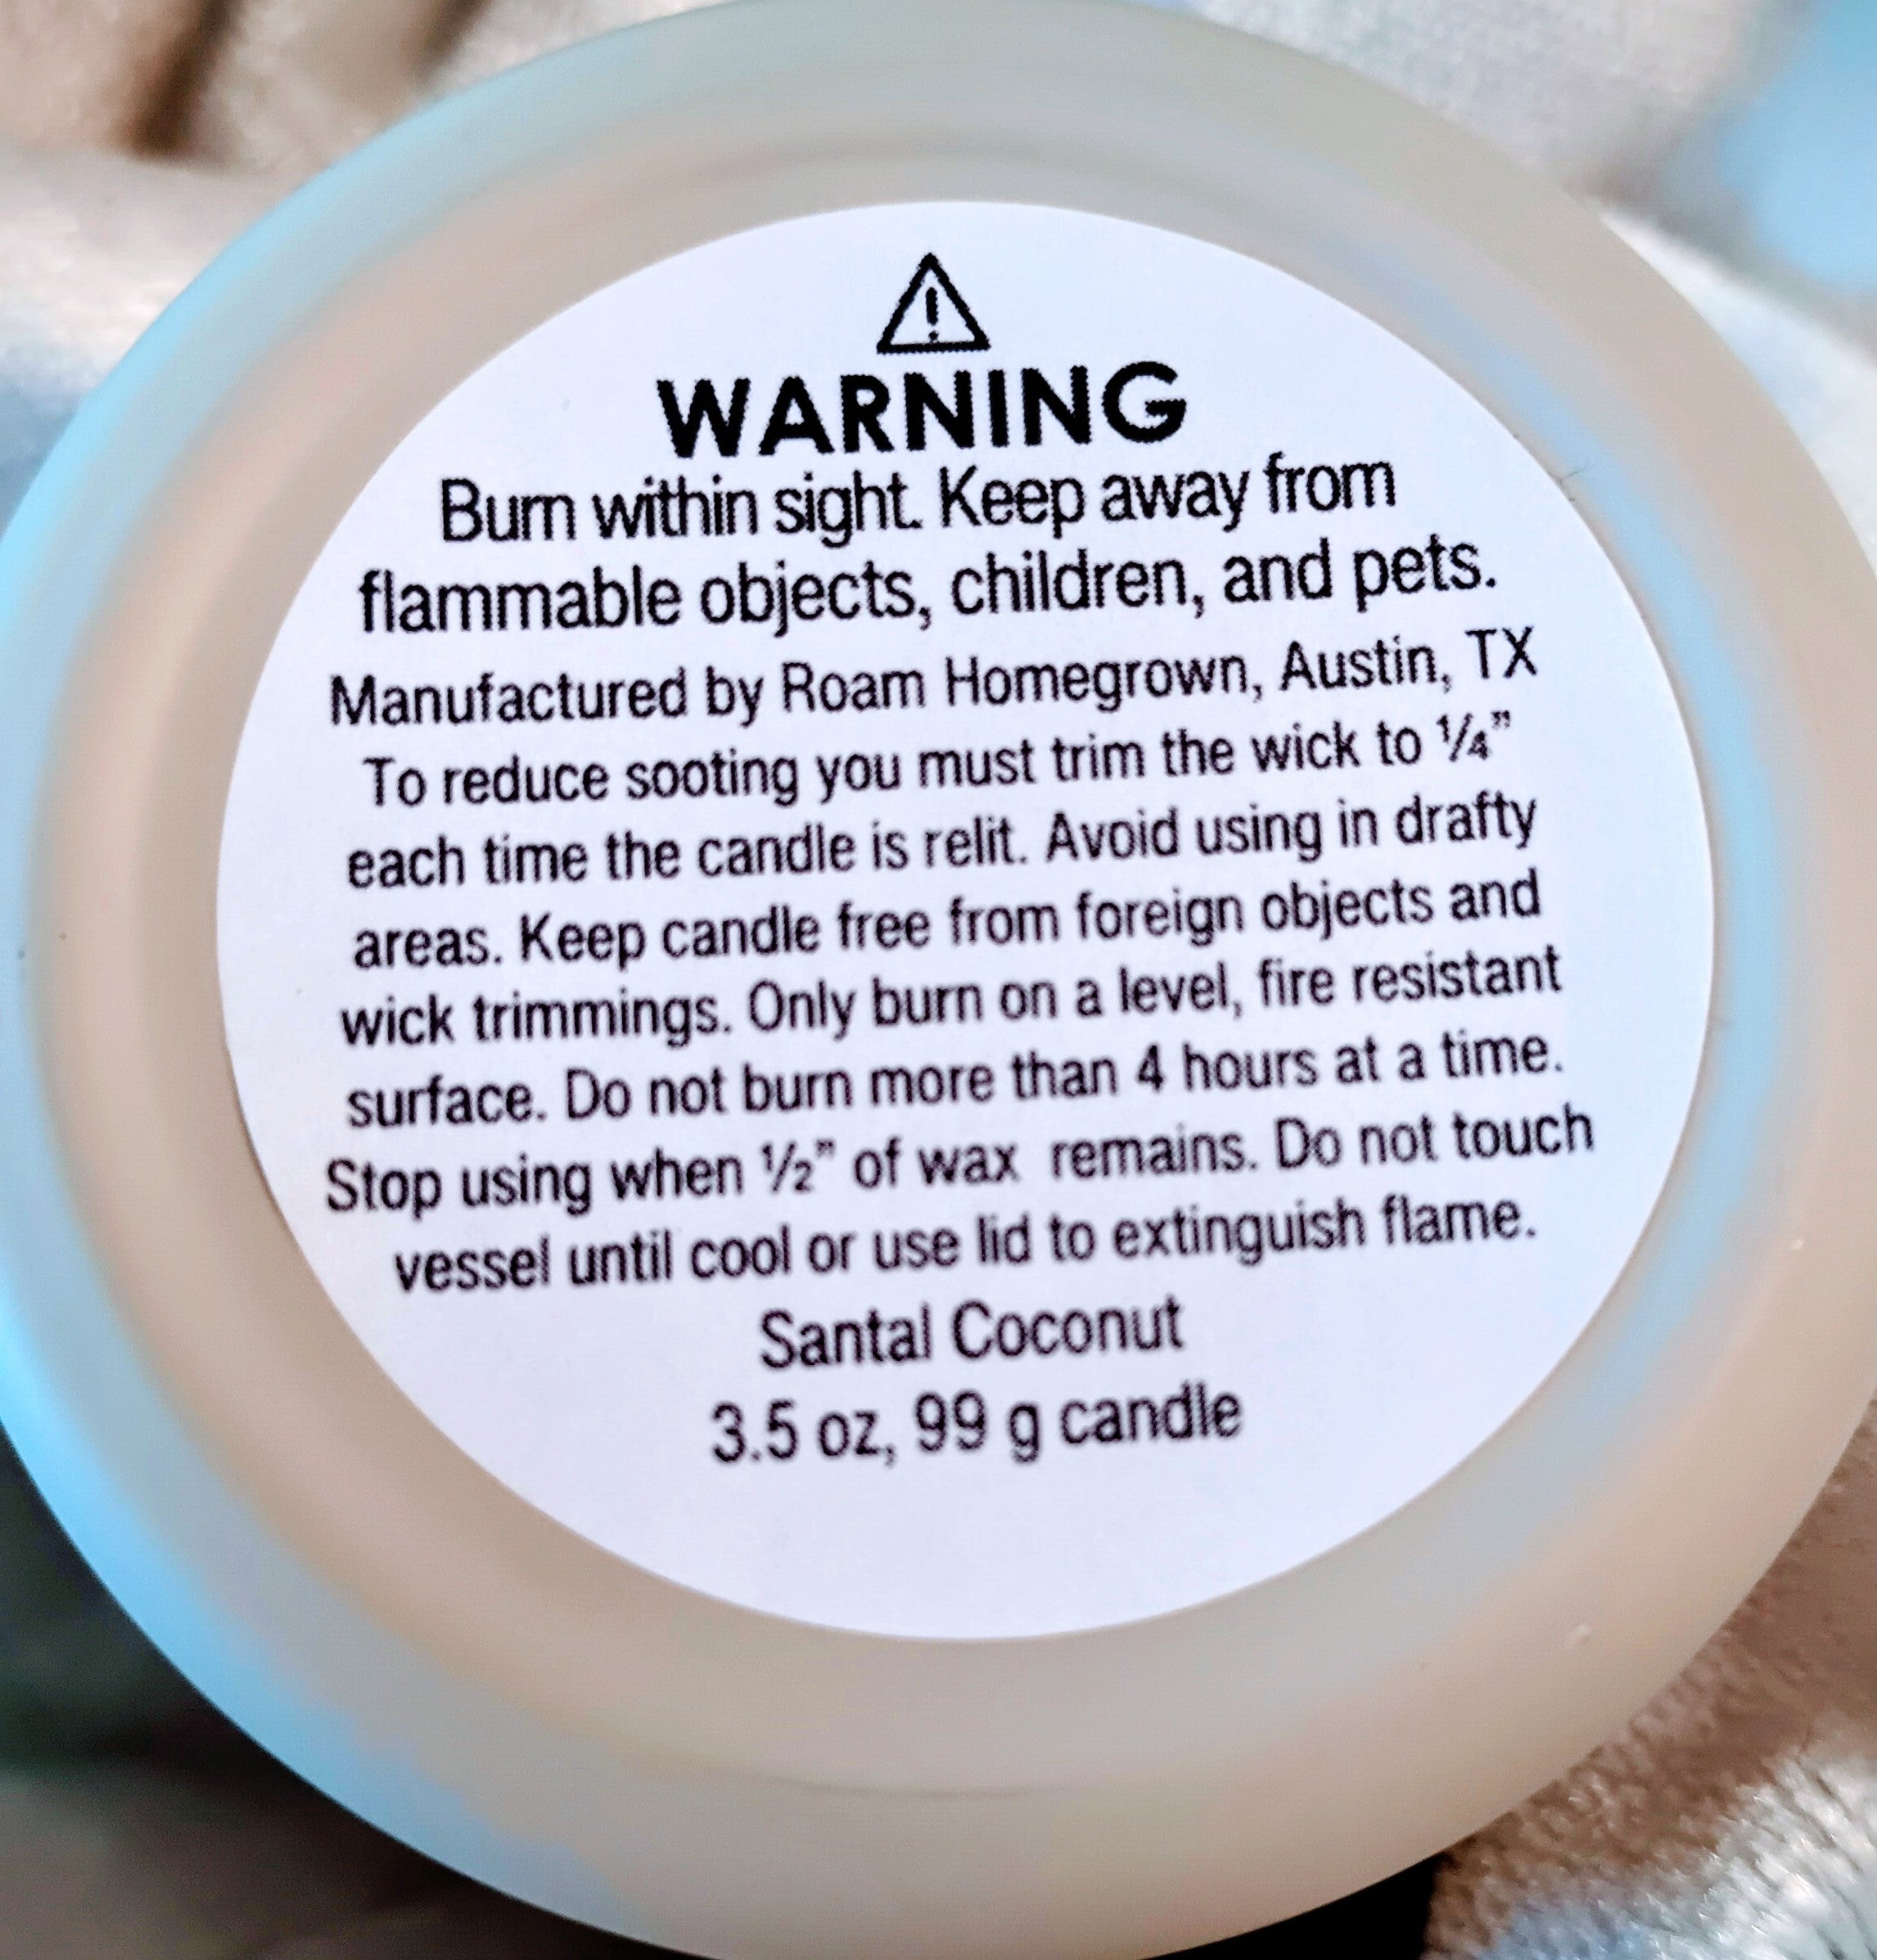 WARNING
Burn within sight. Keep away from
flammable objects, children, and pets.
Manufactured by Roam Homegrown, Austin, TX
To reduce sooting you must trim the wick to ¼”
each time the candle is relit. Avoid using in drafty
areas. Keep candle free from foreign objects and
wick trimmings. Only burn on a level, fire resistant
surface. Do not burn more than 4 hours at a time.
Stop using when ½” of wax remains. Do not touch
vessel until cool or use lid to extinguish flame.
Santal Coconut
3.5 oz, 99 g candle